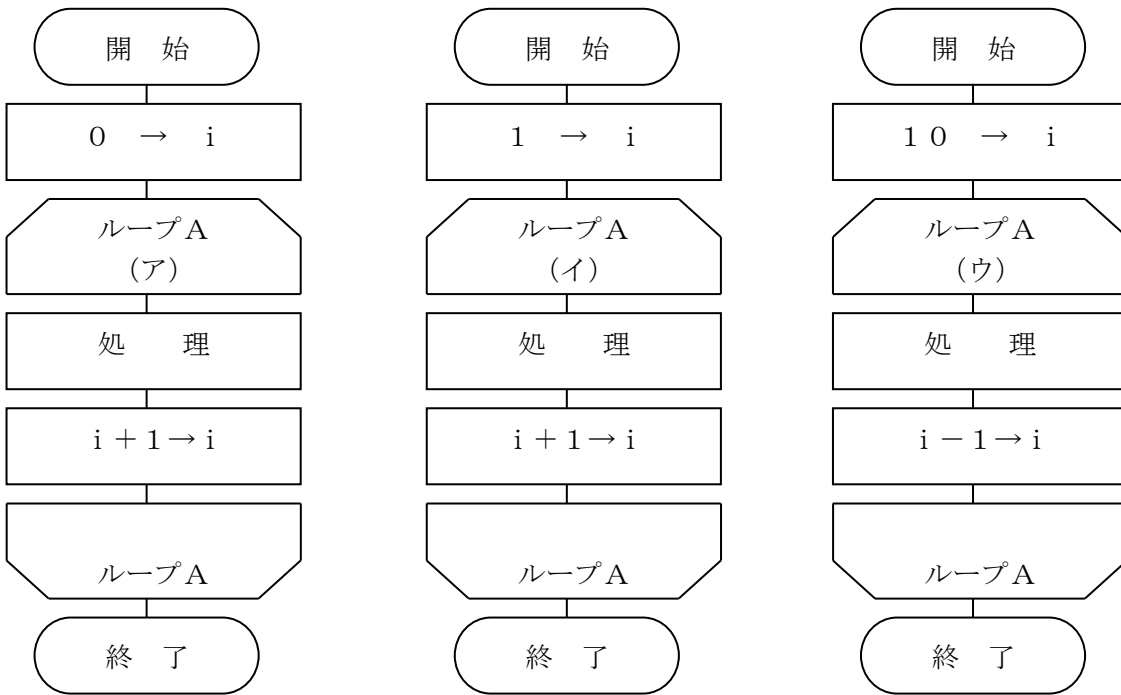 開 始
０ → ｉ
ループＡ
（ア）
処 理
ｉ＋１→ｉ
ループＡ
終 了
開 始
１ → ｉ
ループＡ
（イ）
処 理
ｉ＋１→ｉ
ループＡ
終 了
開 始
１０ → ｉ
ループＡ
（ウ）
処 理
ｉ－１→ｉ
ループＡ
終 了